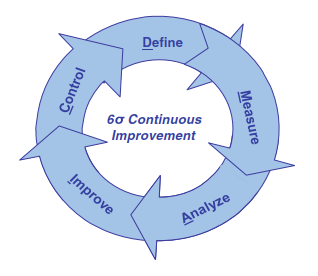 Define
Measure
Analyze
Improve
Control
6σ Continuous
Improvement